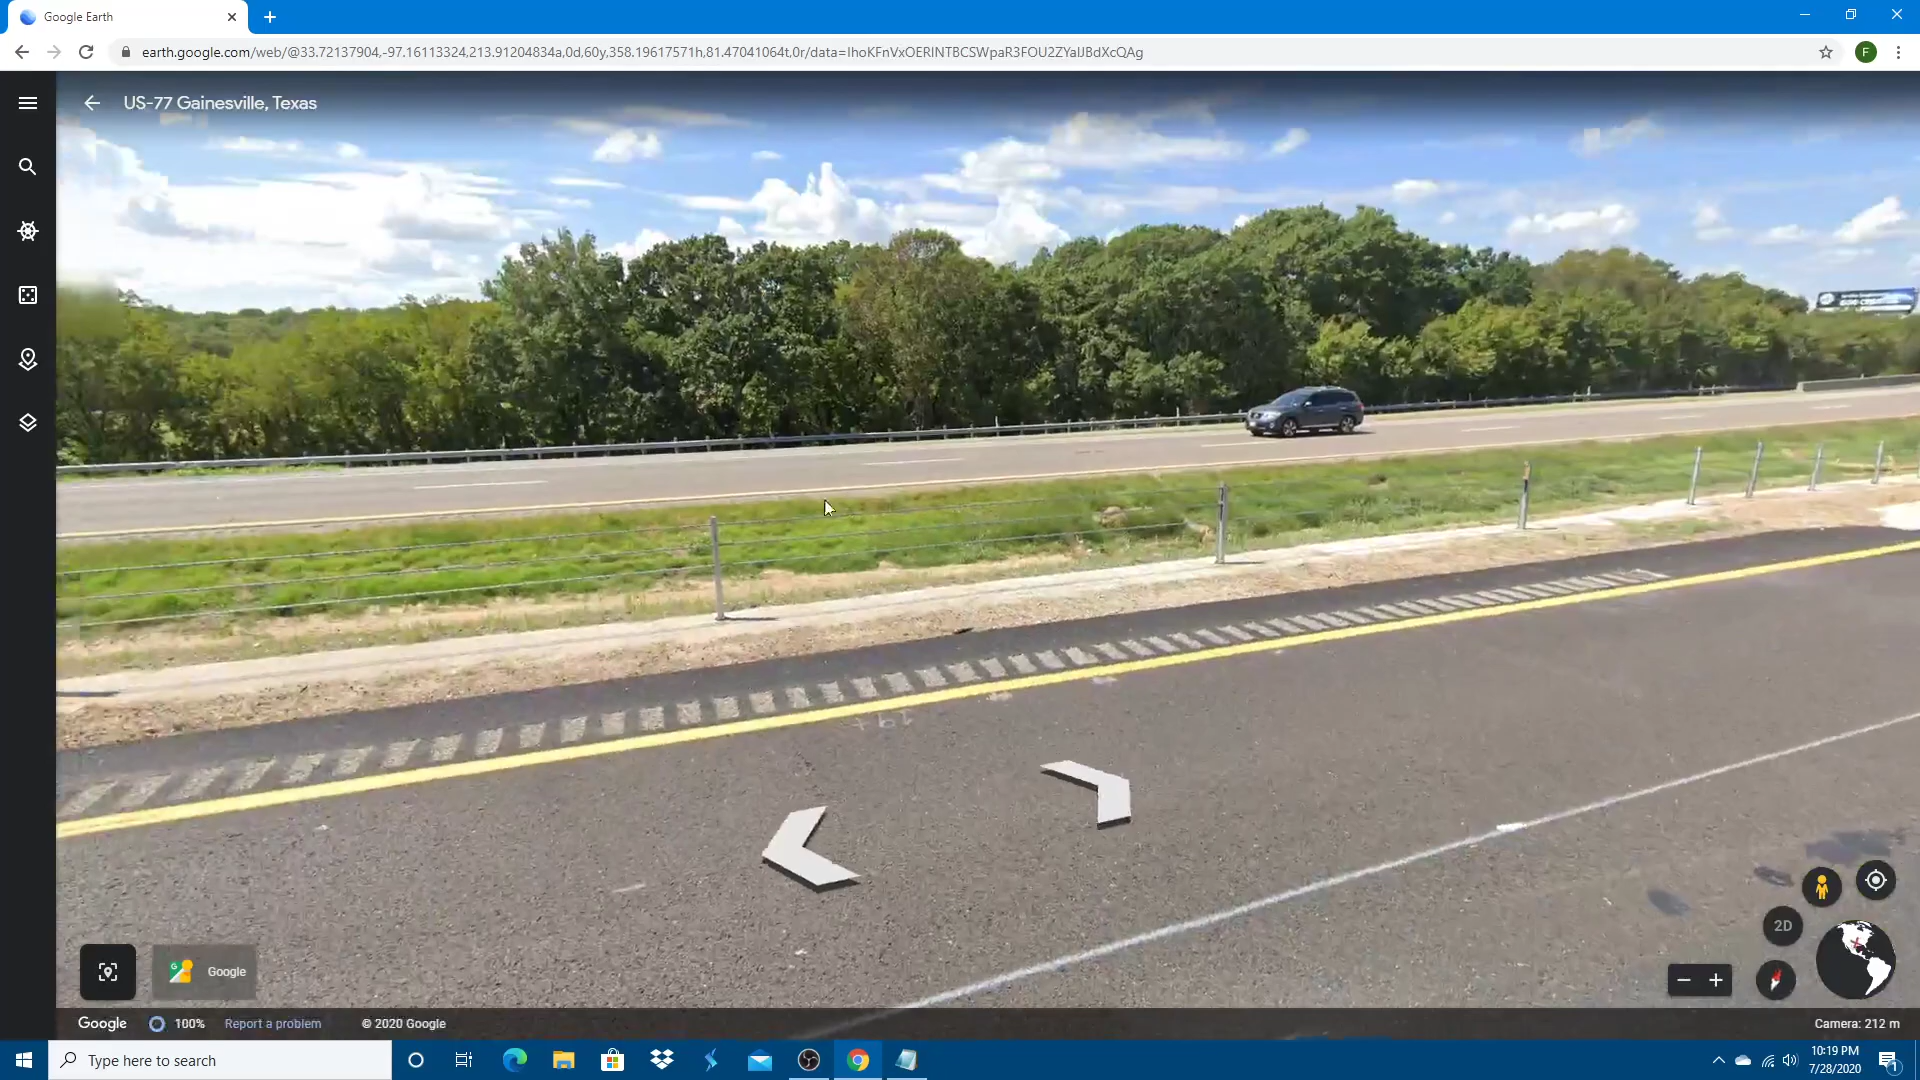 Google Earth
earth.google.com/web/@33.72137904,-97.16113324,213.91204834a,0d,60y,358.19617571h,81.47041064t,0r/data=IhoKFnVxOERINTBCSWpaR3FOU2ZYalJBdXcQAg
F
US-77 Gainesville, Texas
2D
Google
Google
100%
Report a problem
© 2020 Google
Camera: 212 m
Type here to search
10:19 PM
7/28/2020
1